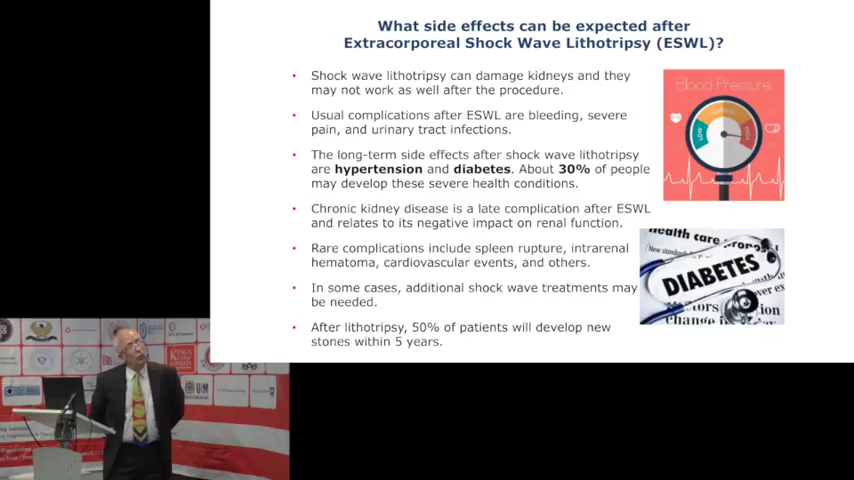 What side effects can be expected after
Extracorporeal Shock Wave Lithotripsy (ESWL)?
• Shock wave lithotripsy can damage kidneys and they
may not work as well after the procedure.
• Usual complications after ESWL are bleeding, severe
pain, and urinary tract infections.
• The long-term side effects after shock wave lithotripsy
are hypertension and diabetes. About 30% of people
may develop these severe health conditions.
• Chronic kidney disease is a late complication after ESWL
and relates to its negative impact on renal function.
• Rare complications include spleen rupture, intrarenal
hematoma, cardiovascular events, and others.
• In some cases, additional shock wave treatments may
be needed.
• After lithotripsy, 50% of patients will develop new
stones within 5 years.
Blood Pressure
LOW
HIGH
health care
New
DIABETES
change
KING'S
LONDON